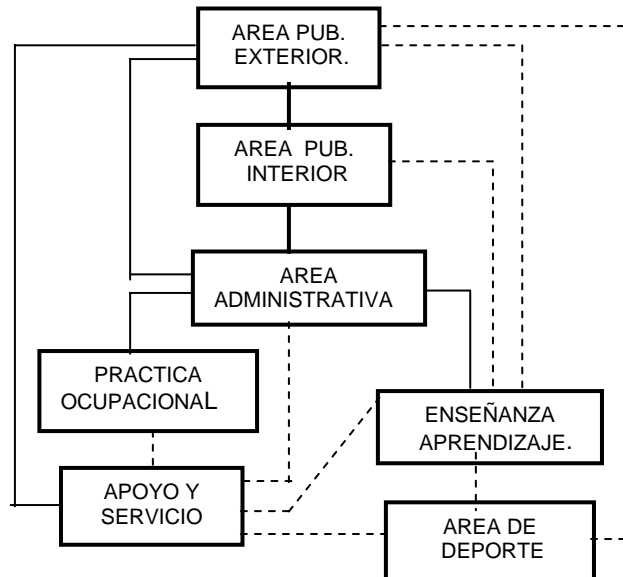 AREA PUB.
EXTERIOR.
AREA PUB.
INTERIOR
AREA
ADMINISTRATIVA
PRACTICA
OCUPACIONAL
ENSEÑANZA
APRENDIZAJE.
APOYO Y
SERVICIO
AREA DE
DEPORTE